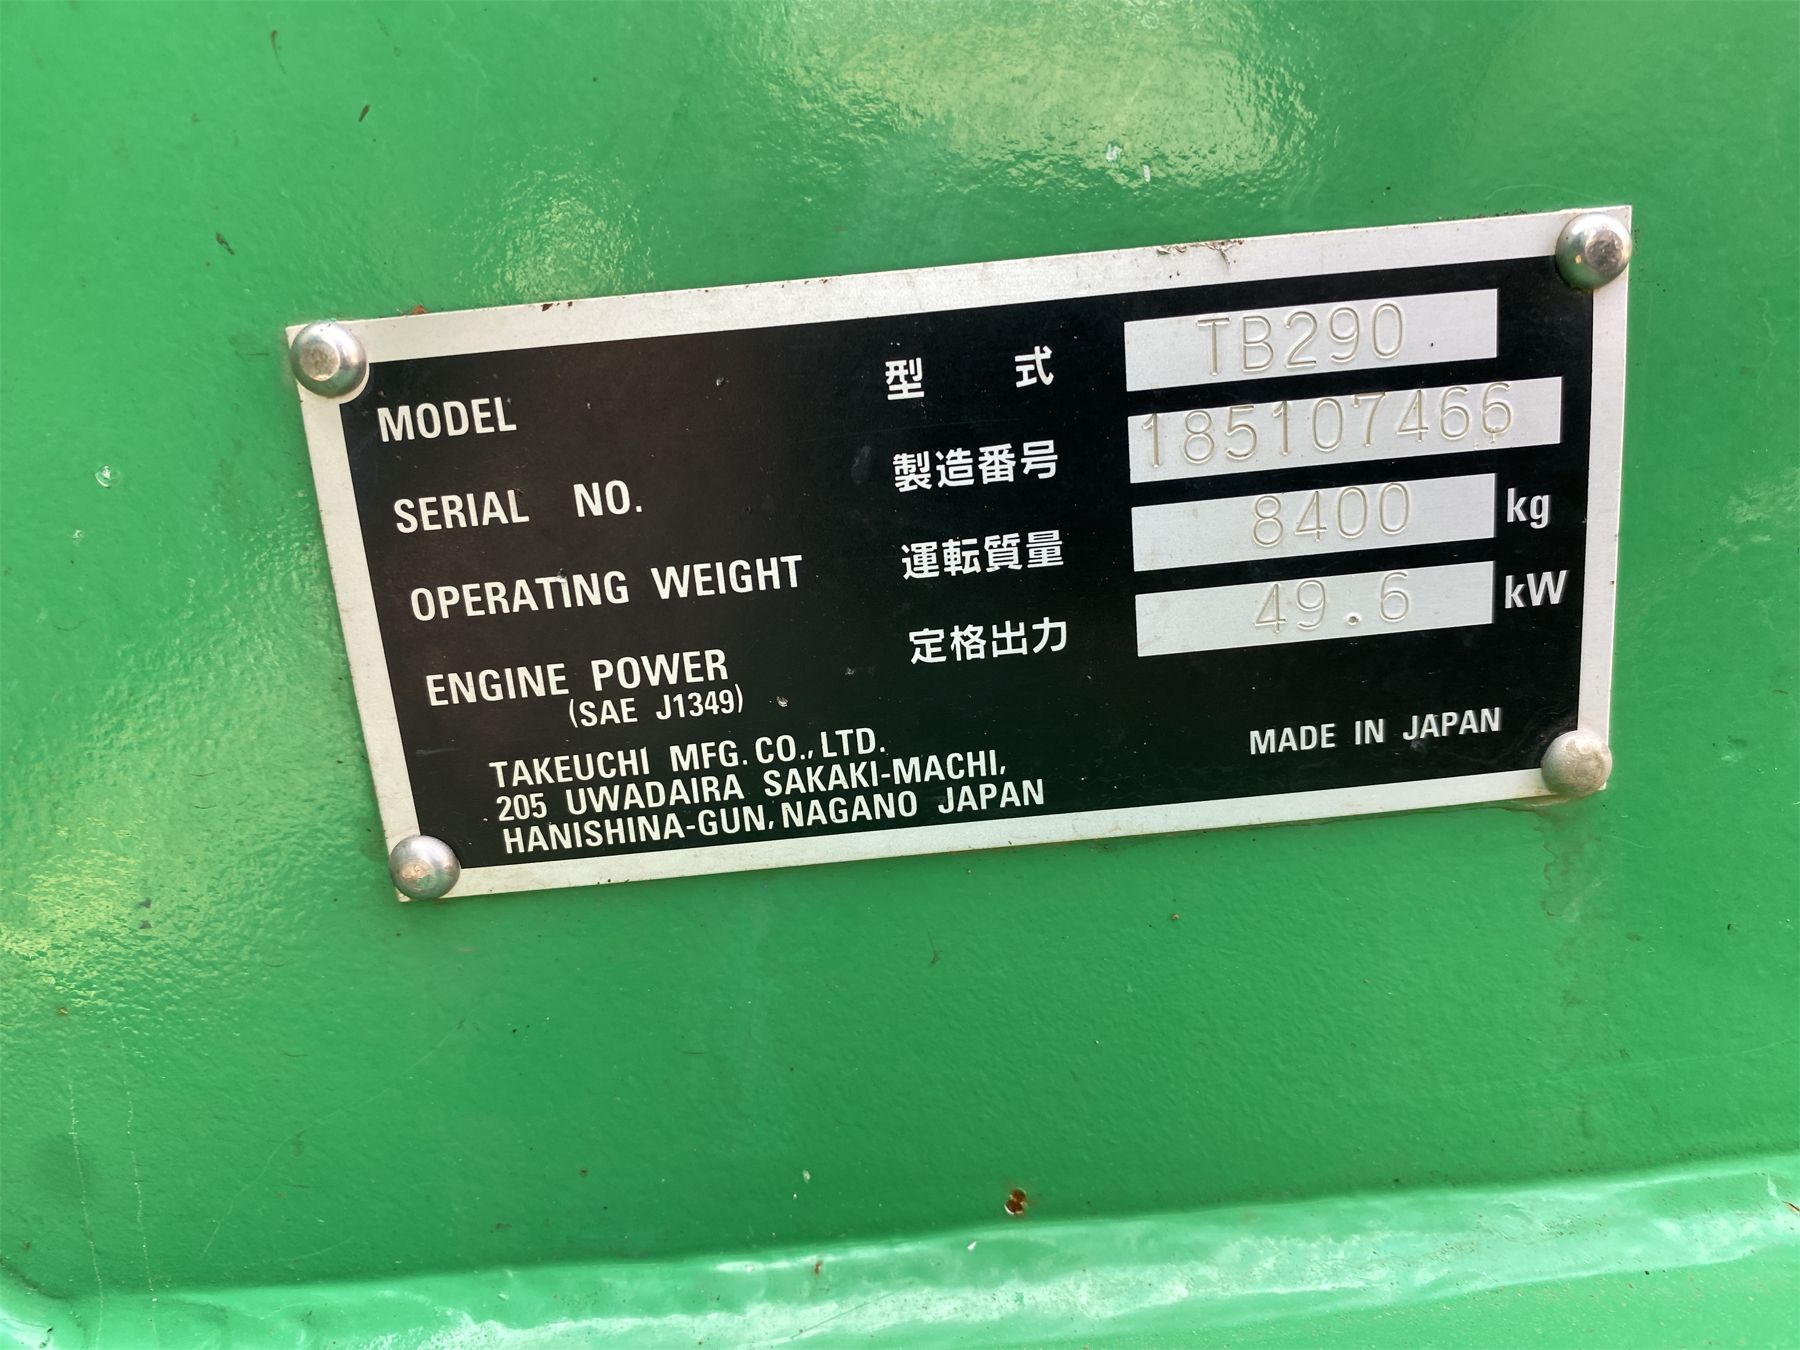 MODEL 型式 TB290
SERIAL NO. 製造番号 185107466
OPERATING WEIGHT 運転質量 8400 kg
ENGINE POWER 定格出力 49.6 kW
(SAE J1349)
TAKEUCHI MFG. CO., LTD.
205 UWADAIRA SAKAKI-MACHI,
HANISHINA-GUN, NAGANO JAPAN
MADE IN JAPAN